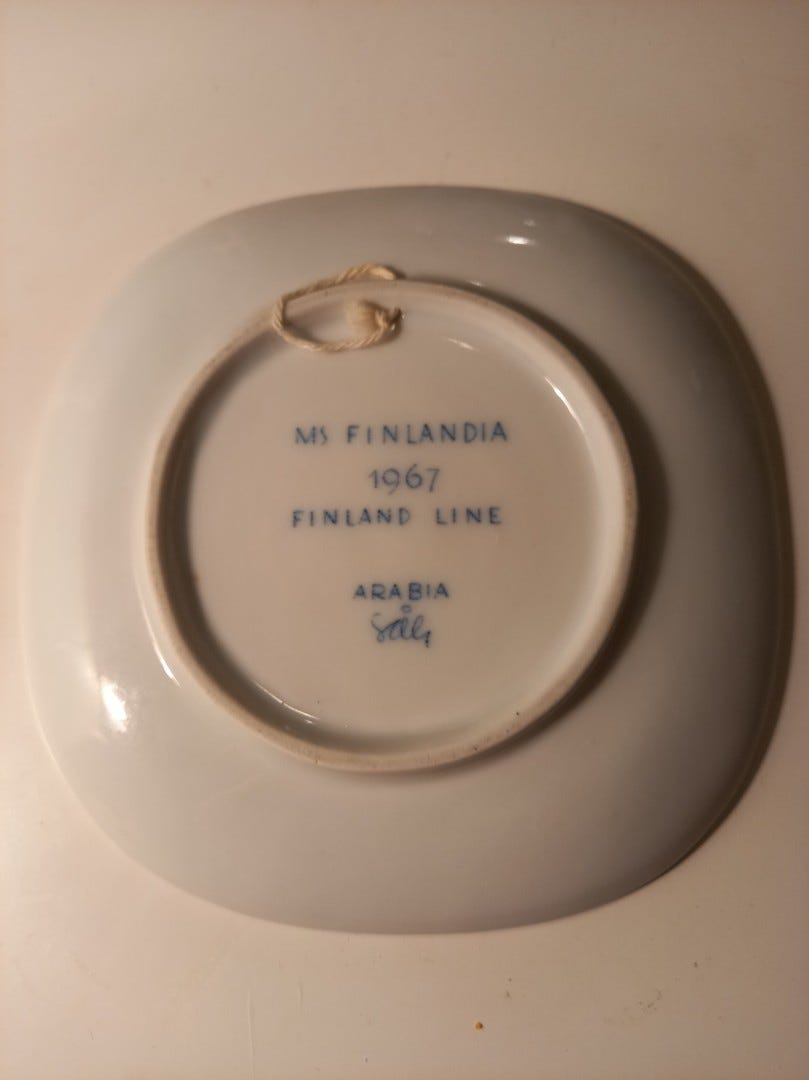 MS FINLANDIA
1967
FINLAND LINE
ARABIA